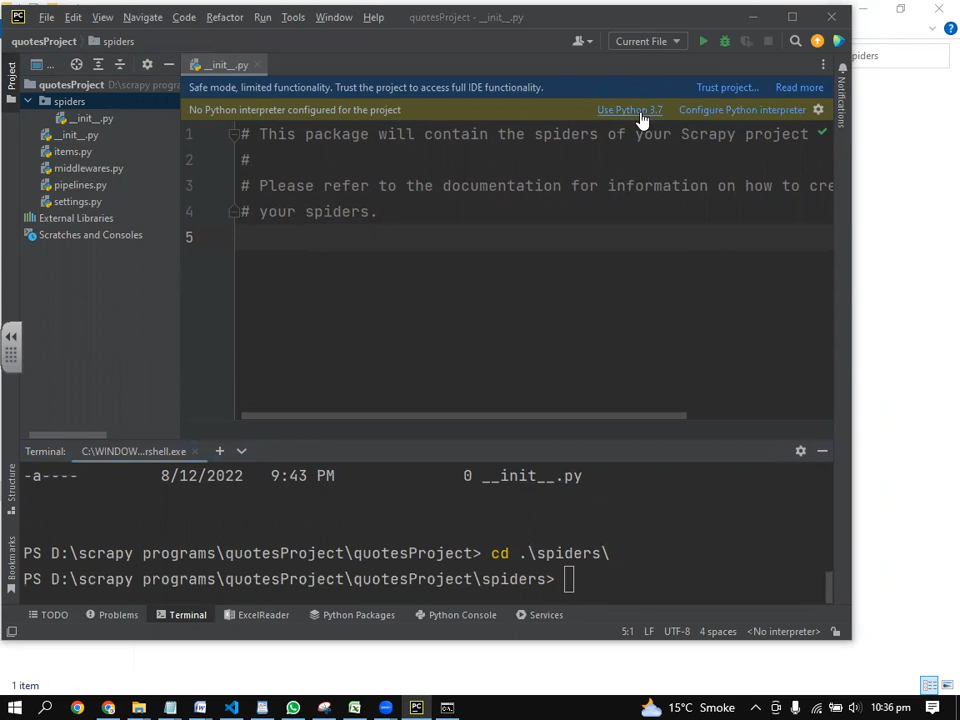 PC File Edit View Navigate Code Refactor Run Tools Window Help quotesProject - __init__.py
quotesProject spiders Current File
Project ... __init__.py
quotesProject D:\scrapy progra
spiders
__init__.py
__init__.py
items.py
middlewares.py
pipelines.py
settings.py
External Libraries
Scratches and Consoles
Safe mode, limited functionality. Trust the project to access full IDE functionality. Trust project... Read more
No Python interpreter configured for the project Use Python 3.7 Configure Python interpreter
1 # This package will contain the spiders of your Scrapy project
2 #
3 # Please refer to the documentation for information on how to cre
4 # your spiders.
5
Notifications
piders
Structure
Bookmarks
Terminal: C:\WINDOW...rshell.exe
-a---- 8/12/2022 9:43 PM 0 __init__.py
PS D:\scrapy programs\quotesProject\quotesProject> cd .\spiders\
PS D:\scrapy programs\quotesProject\quotesProject\spiders>
TODO Problems Terminal ExcelReader Python Packages Python Console Services
5:1 LF UTF-8 4 spaces <No interpreter>
1 item
PC 15°C Smoke 10:36 pm